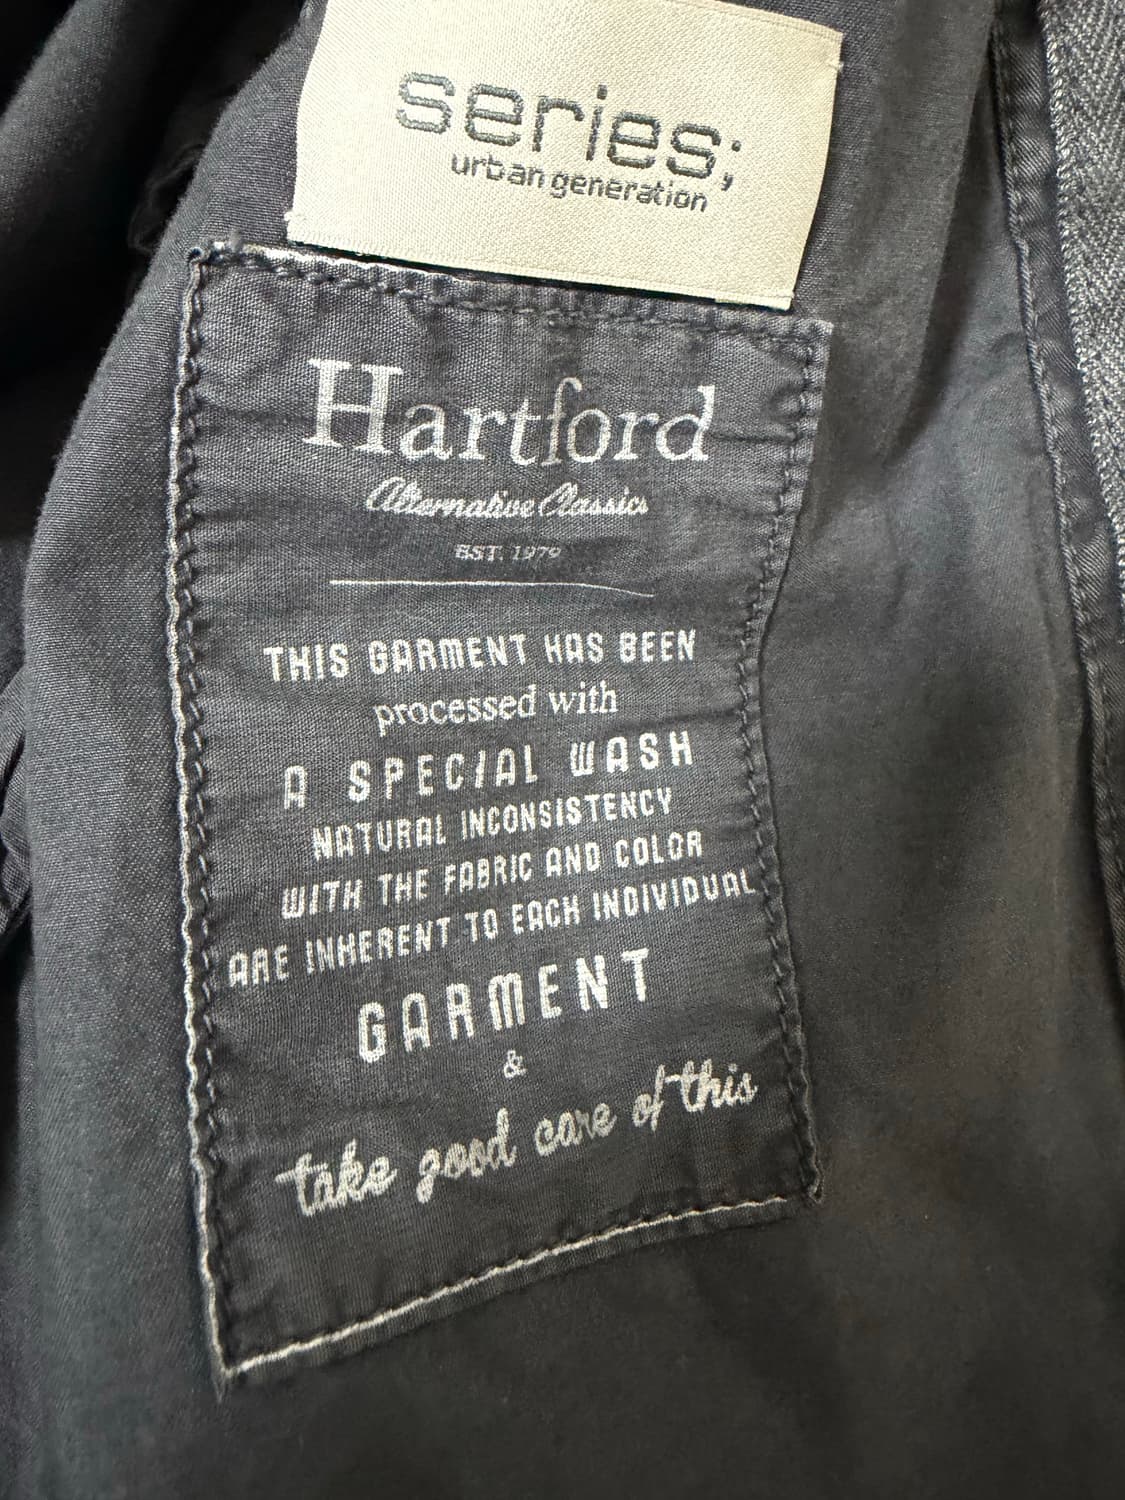 series;
urban generation
Hartford
Alternative Classics
EST. 1979
THIS GARMENT HAS BEEN
processed with
A SPECIAL WASH
NATURAL INCONSISTENCY
WITH THE FABRIC AND COLOR
ARE INHERENT TO EACH INDIVIDUAL
GARMENT
&
take good care of this